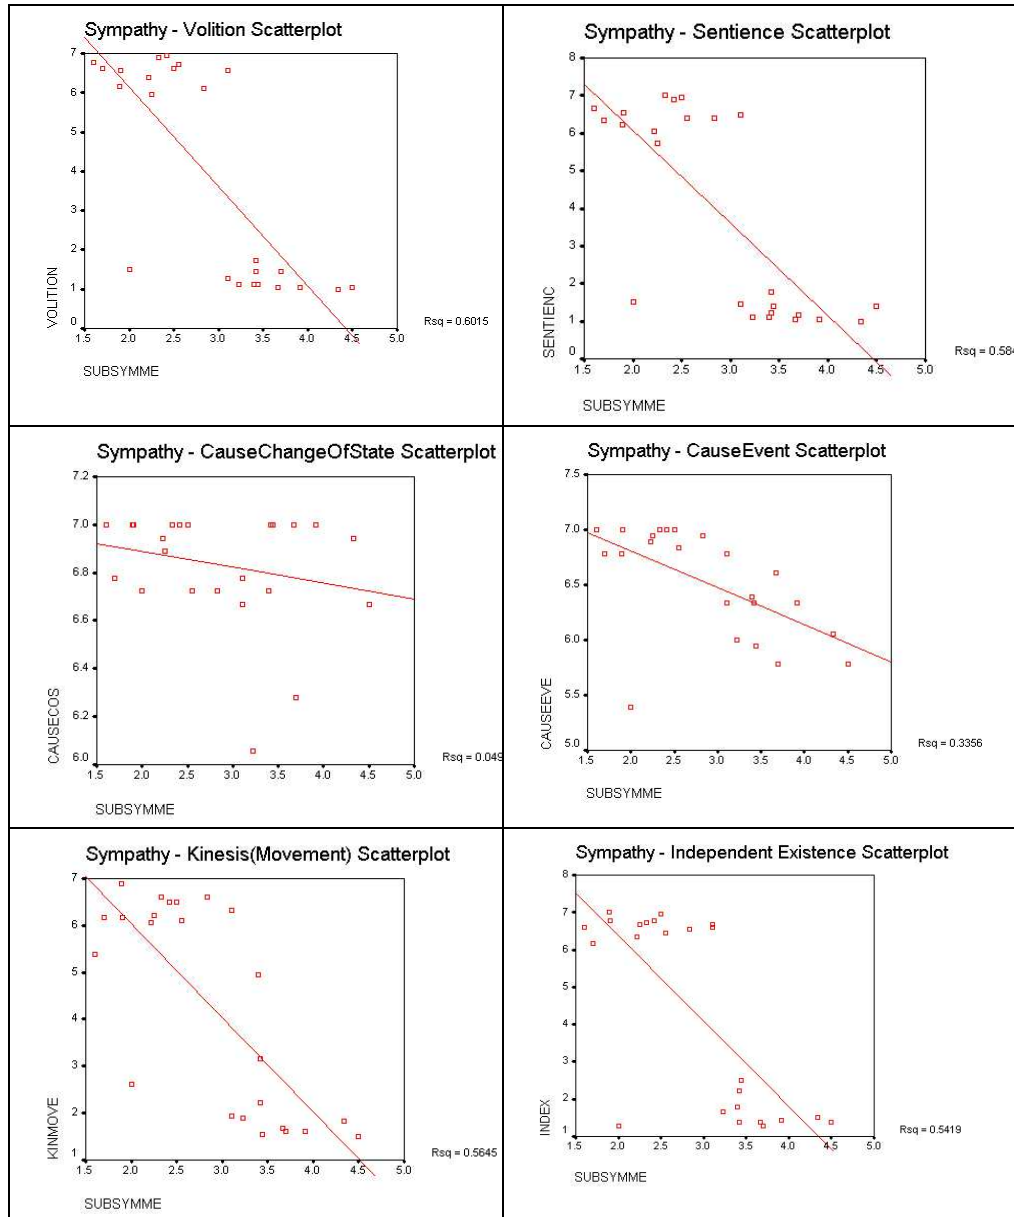 Sympathy - Volition Scatterplot
7
6
5
4
3
2
1
0
VOLITION
1.5 2.0 2.5 3.0 3.5 4.0 4.5 5.0
Rsq = 0.6015
SUBSYMME
Sympathy - Sentience Scatterplot
8
7
6
5
4
3
2
1
0
SENTIENC
1.5 2.0 2.5 3.0 3.5 4.0 4.5 5.0
Rsq = 0.584
SUBSYMME
Sympathy - CauseChangeOfState Scatterplot
7.2
7.0
6.8
6.6
6.4
6.2
6.0
CAUSECOS
1.5 2.0 2.5 3.0 3.5 4.0 4.5 5.0
Rsq = 0.049
SUBSYMME
Sympathy - CauseEvent Scatterplot
7.5
7.0
6.5
6.0
5.5
5.0
CAUSEEVE
1.5 2.0 2.5 3.0 3.5 4.0 4.5 5.0
Rsq = 0.3356
SUBSYMME
Sympathy - Kinesis(Movement) Scatterplot
7
6
5
4
3
2
1
KINMOVE
1.5 2.0 2.5 3.0 3.5 4.0 4.5 5.0
Rsq = 0.5645
SUBSYMME
Sympathy - Independent Existence Scatterplot
8
7
6
5
4
3
2
1
INDEX
1.5 2.0 2.5 3.0 3.5 4.0 4.5 5.0
Rsq = 0.5419
SUBSYMME